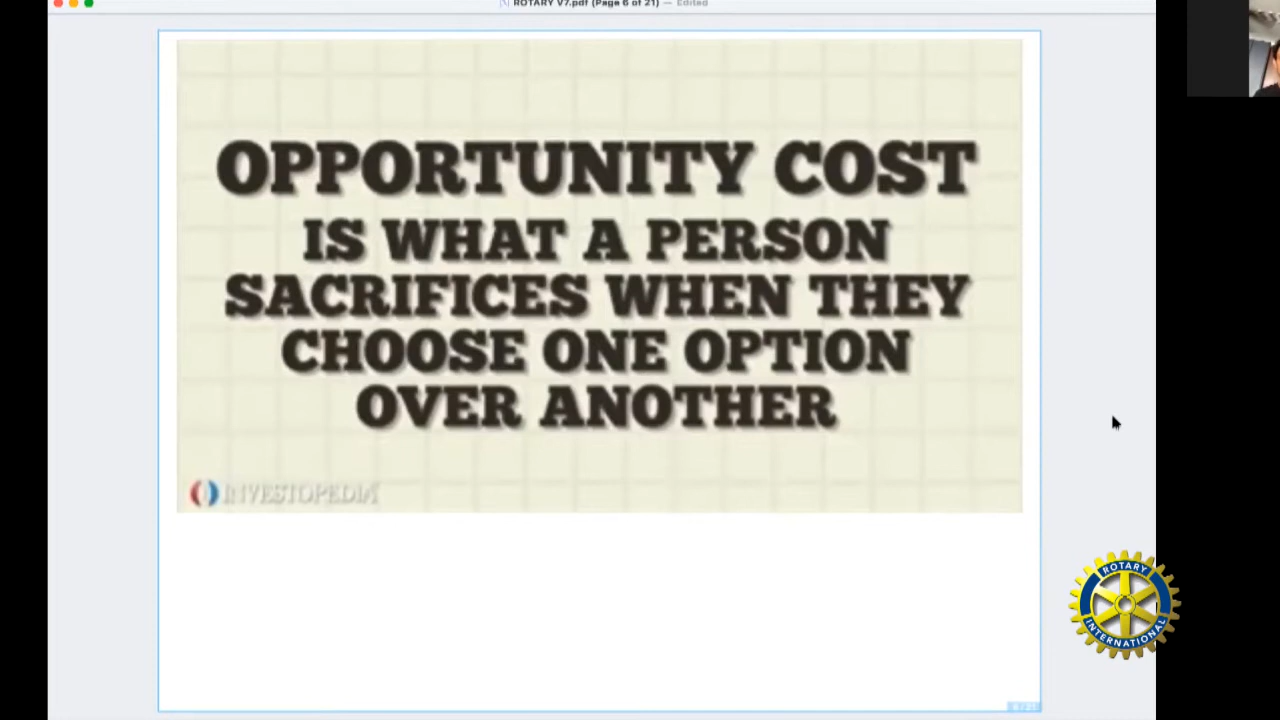 ROTARY V7.pdf (Page 6 of 21) — Edited
OPPORTUNITY COST
IS WHAT A PERSON
SACRIFICES WHEN THEY
CHOOSE ONE OPTION
OVER ANOTHER
INVESTOPEDIA
ROTARY
INTERNATIONAL